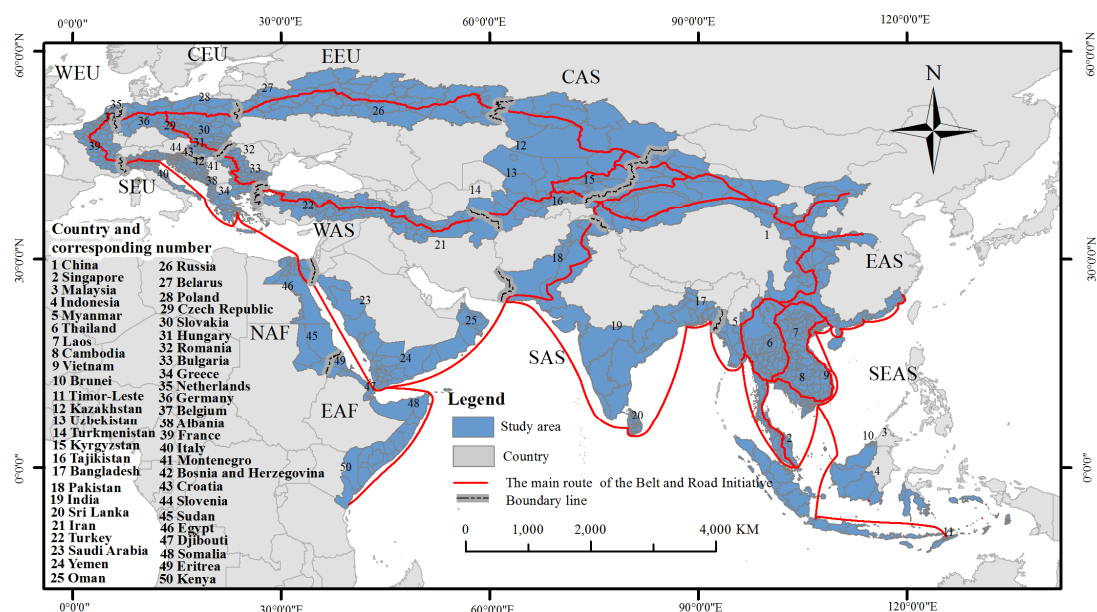 0°0'0" 30°0'0"E 60°0'0"E 90°0'0"E 120°0'0"E
60°0'0"N
60°0'0"N
30°0'0"N
30°0'0"N
0°0'0"
0°0'0"
WEU
CEU
EEU
CAS
N
SEU
WAS
EAS
NAF
SAS
SEAS
EAF
35
28
27
26
37
36
29
30
31
39
44
43
42
32
41
33
38
40
34
22
12
13
14
15
16
21
1
18
17
5
46
23
19
25
45
24
49
47
48
50
20
6
7
8
9
2
10
3
4
11
Country and
corresponding number
1 China
2 Singapore
3 Malaysia
4 Indonesia
5 Myanmar
6 Thailand
7 Laos
8 Cambodia
9 Vietnam
10 Brunei
11 Timor-Leste
12 Kazakhstan
13 Uzbekistan
14 Turkmenistan
15 Kyrgyzstan
16 Tajikistan
17 Bangladesh
18 Pakistan
19 India
20 Sri Lanka
21 Iran
22 Turkey
23 Saudi Arabia
24 Yemen
25 Oman
26 Russia
27 Belarus
28 Poland
29 Czech Republic
30 Slovakia
31 Hungary
32 Romania
33 Bulgaria
34 Greece
35 Netherlands
36 Germany
37 Belgium
38 Albania
39 France
40 Italy
41 Montenegro
42 Bosnia and Herzegovina
43 Croatia
44 Slovenia
45 Sudan
46 Egypt
47 Djibouti
48 Somalia
49 Eritrea
50 Kenya
Legend
Study area
Country
The main route of the Belt and Road Initiative
Boundary line
0 1,000 2,000 4,000 KM
0°0'0" 30°0'0"E 60°0'0"E 90°0'0"E 120°0'0"E